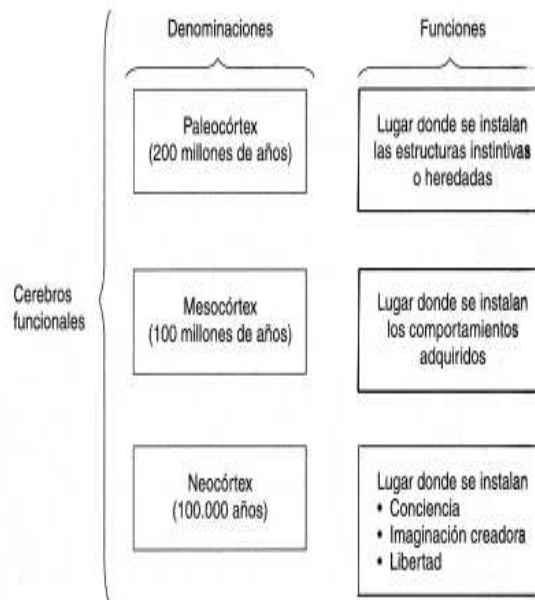 Denominaciones
Funciones
Cerebros
funcionales
Paleocórtex
(200 millones de años)
Lugar donde se instalan
las estructuras instintivas
o heredadas
Mesocórtex
(100 millones de años)
Lugar donde se instalan
los comportamientos
adquiridos
Neocórtex
(100.000 años)
Lugar donde se instalan
• Conciencia
• Imaginación creadora
• Libertad